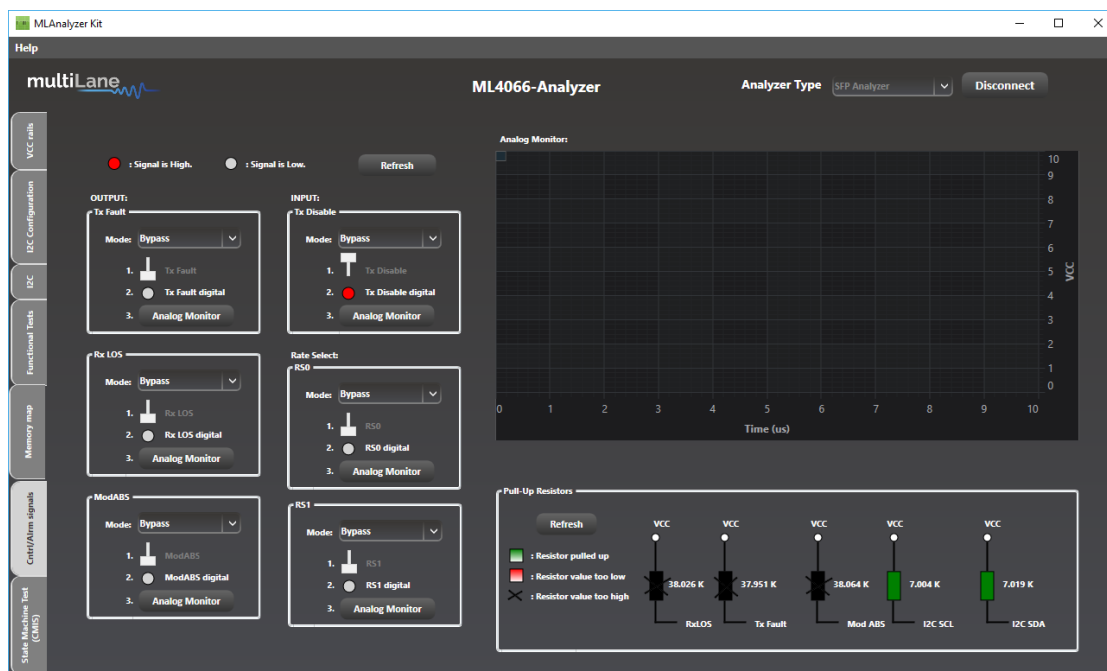 MLAnalyzer Kit
Help
multiLane
ML4066-Analyzer
Analyzer Type
SFP Analyzer
Disconnect
VCC rails
I2C Configuration
I2C
Functional Tests
Memory map
Cntrl/Alrm signals
State Machine Test
(CMIS)
: Signal is High.
: Signal is Low.
Refresh
OUTPUT:
Tx Fault
Mode: Bypass
1. Tx Fault
2. Tx Fault digital
3. Analog Monitor
Rx LOS
Mode: Bypass
1. Rx LOS
2. Rx LOS digital
3. Analog Monitor
ModABS
Mode: Bypass
1. ModABS
2. ModABS digital
3. Analog Monitor
INPUT:
Tx Disable
Mode: Bypass
1. Tx Disable
2. Tx Disable digital
3. Analog Monitor
Rate Select:
RS0
Mode: Bypass
1. RS0
2. RS0 digital
3. Analog Monitor
RS1
Mode: Bypass
1. RS1
2. RS1 digital
3. Analog Monitor
Analog Monitor:
10
9
8
7
6
5
4
3
2
1
0
VCC
0 1 2 3 4 5 6 7 8 9 10
Time (us)
Pull-Up Resistors
Refresh
: Resistor pulled up
: Resistor value too low
: Resistor value too high
VCC VCC VCC VCC VCC
38.026 K 37.951 K 38.064 K 7.004 K 7.019 K
RxLOS Tx Fault Mod ABS I2C SCL I2C SDA